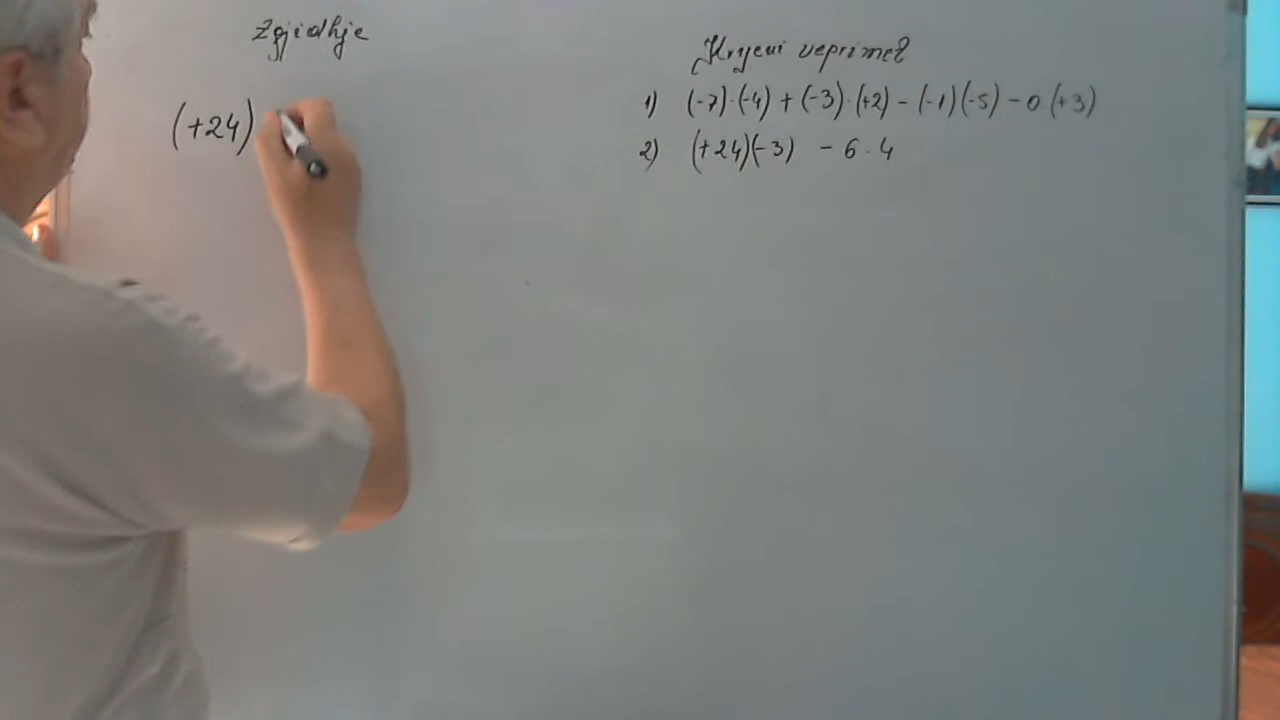 Zgjidhje
(+24)
Kryeni veprimet
1) (-7)·(-4) + (-3)·(+2) - (-1)(-5) - 0 (+3)
2) (+24)(-3) - 6·4